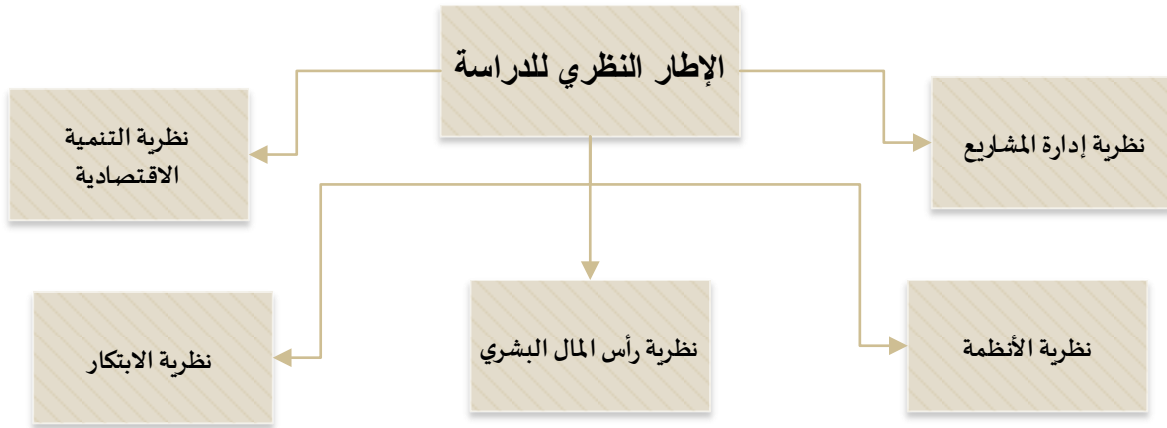 الإطار النظري للدراسة
نظرية إدارة المشاريع
نظرية التنمية
الاقتصادية
نظرية الأنظمة
نظرية رأس المال البشري
نظرية الابتكار